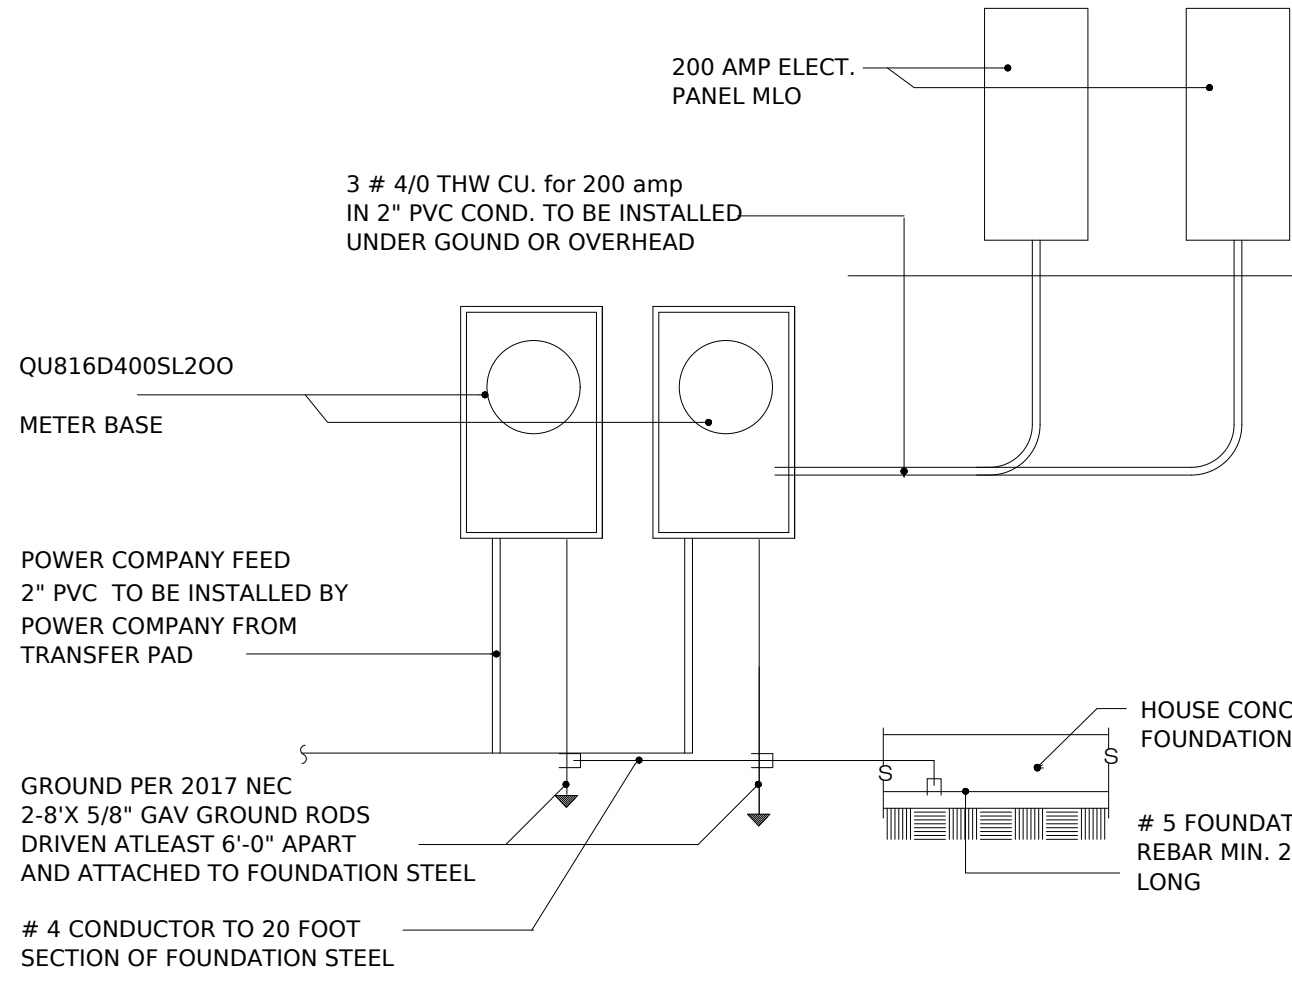 200 AMP ELECT.
PANEL MLO
3 # 4/0 THW CU. for 200 amp
IN 2" PVC COND. TO BE INSTALLED
UNDER GOUND OR OVERHEAD
QU816D400SL2OO
METER BASE
POWER COMPANY FEED
2" PVC TO BE INSTALLED BY
POWER COMPANY FROM
TRANSFER PAD
HOUSE CONC
FOUNDATION
S
S
GROUND PER 2017 NEC
2-8'X 5/8" GAV GROUND RODS
DRIVEN ATLEAST 6'-0" APART
AND ATTACHED TO FOUNDATION STEEL
# 5 FOUNDAT
REBAR MIN. 2
LONG
# 4 CONDUCTOR TO 20 FOOT
SECTION OF FOUNDATION STEEL